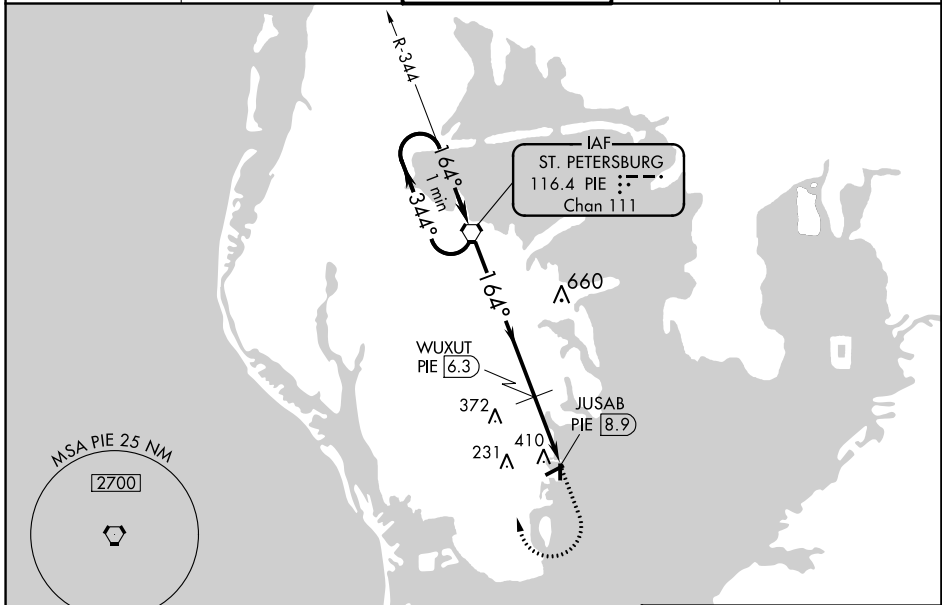 R-344
IAF
ST. PETERSBURG
116.4 PIE
Chan 111
164°
1 min
344°
164°
660
WUXUT
PIE 6.3
JUSAB
PIE 8.9
372
410
231
MSA PIE 25 NM
2700